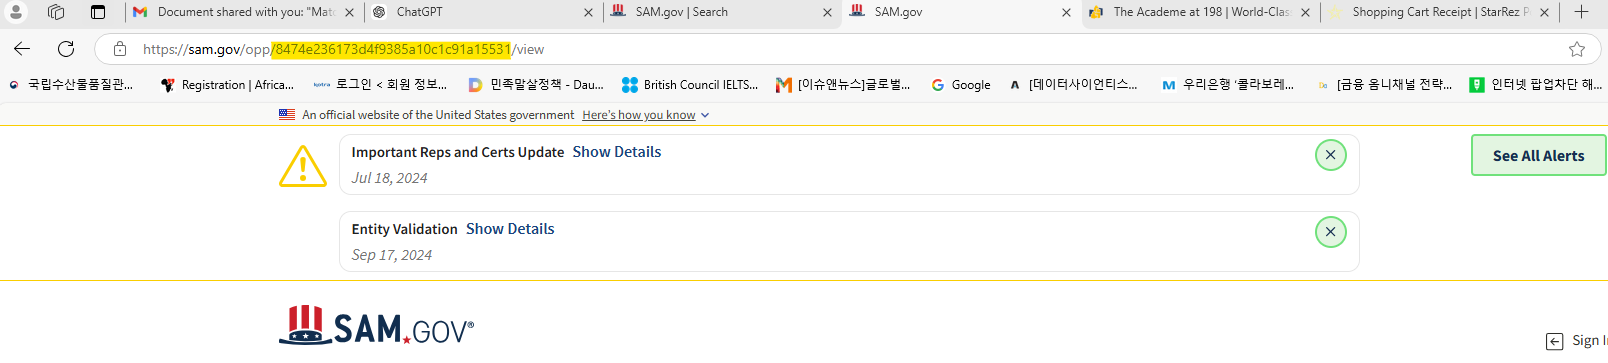 Document shared with you: "Mato
ChatGPT
SAM.gov | Search
SAM.gov
The Academe at 198 | World-Clas
Shopping Cart Receipt | StarRez P
https://sam.gov/opp/8474e236173d4f9385a10c1c91a15531/view
국립수산물품질관...
Registration | Africa...
kotra
로그인 < 회원 정보...
민족말살정책 - Dau...
British Council IELTS...
[이슈앤뉴스]글로벌...
Google
[데이터사이언티스...
우리은행 '콜라보레...
[금융 옴니채널 전략...
인터넷 팝업차단 해...
An official website of the United States government Here's how you know
Important Reps and Certs Update Show Details
Jul 18, 2024
See All Alerts
Entity Validation Show Details
Sep 17, 2024
SAM.GOV®
Sign I